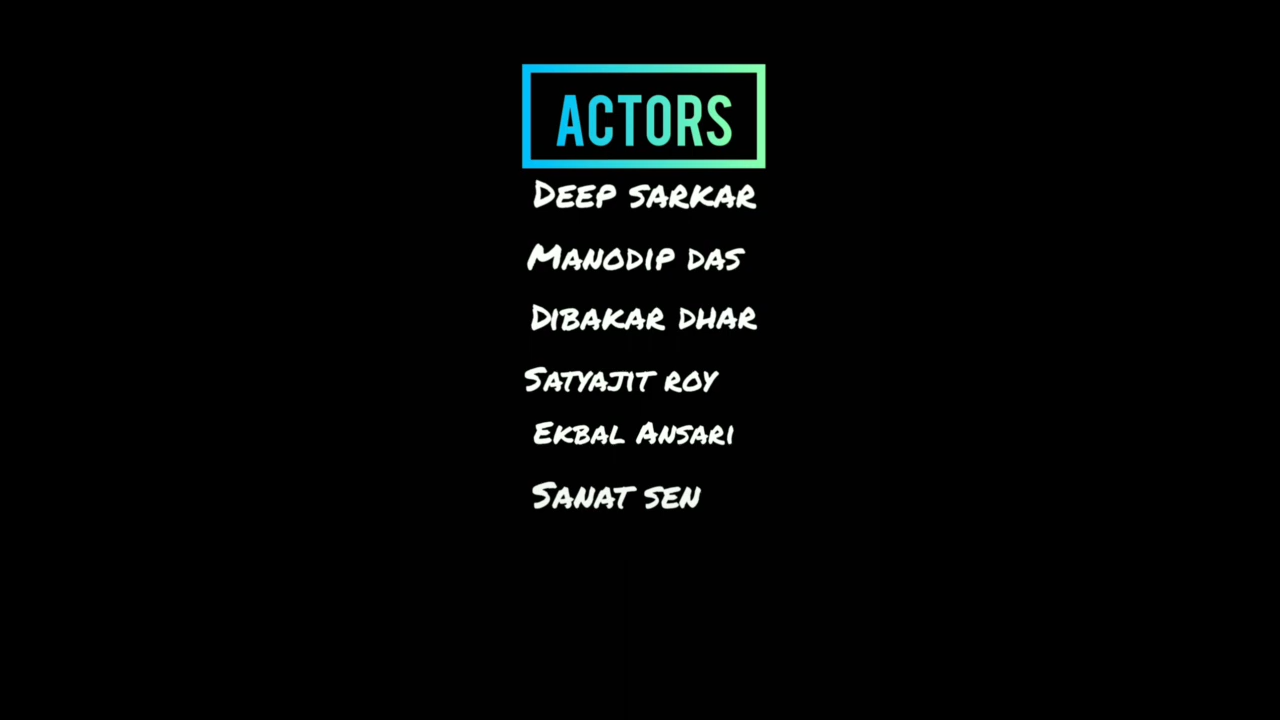 ACTORS
DEEP SARKAR
MANODIP DAS
DIBAKAR DHAR
SATYAJIT ROY
EKBAL ANSARI
SANAT SEN